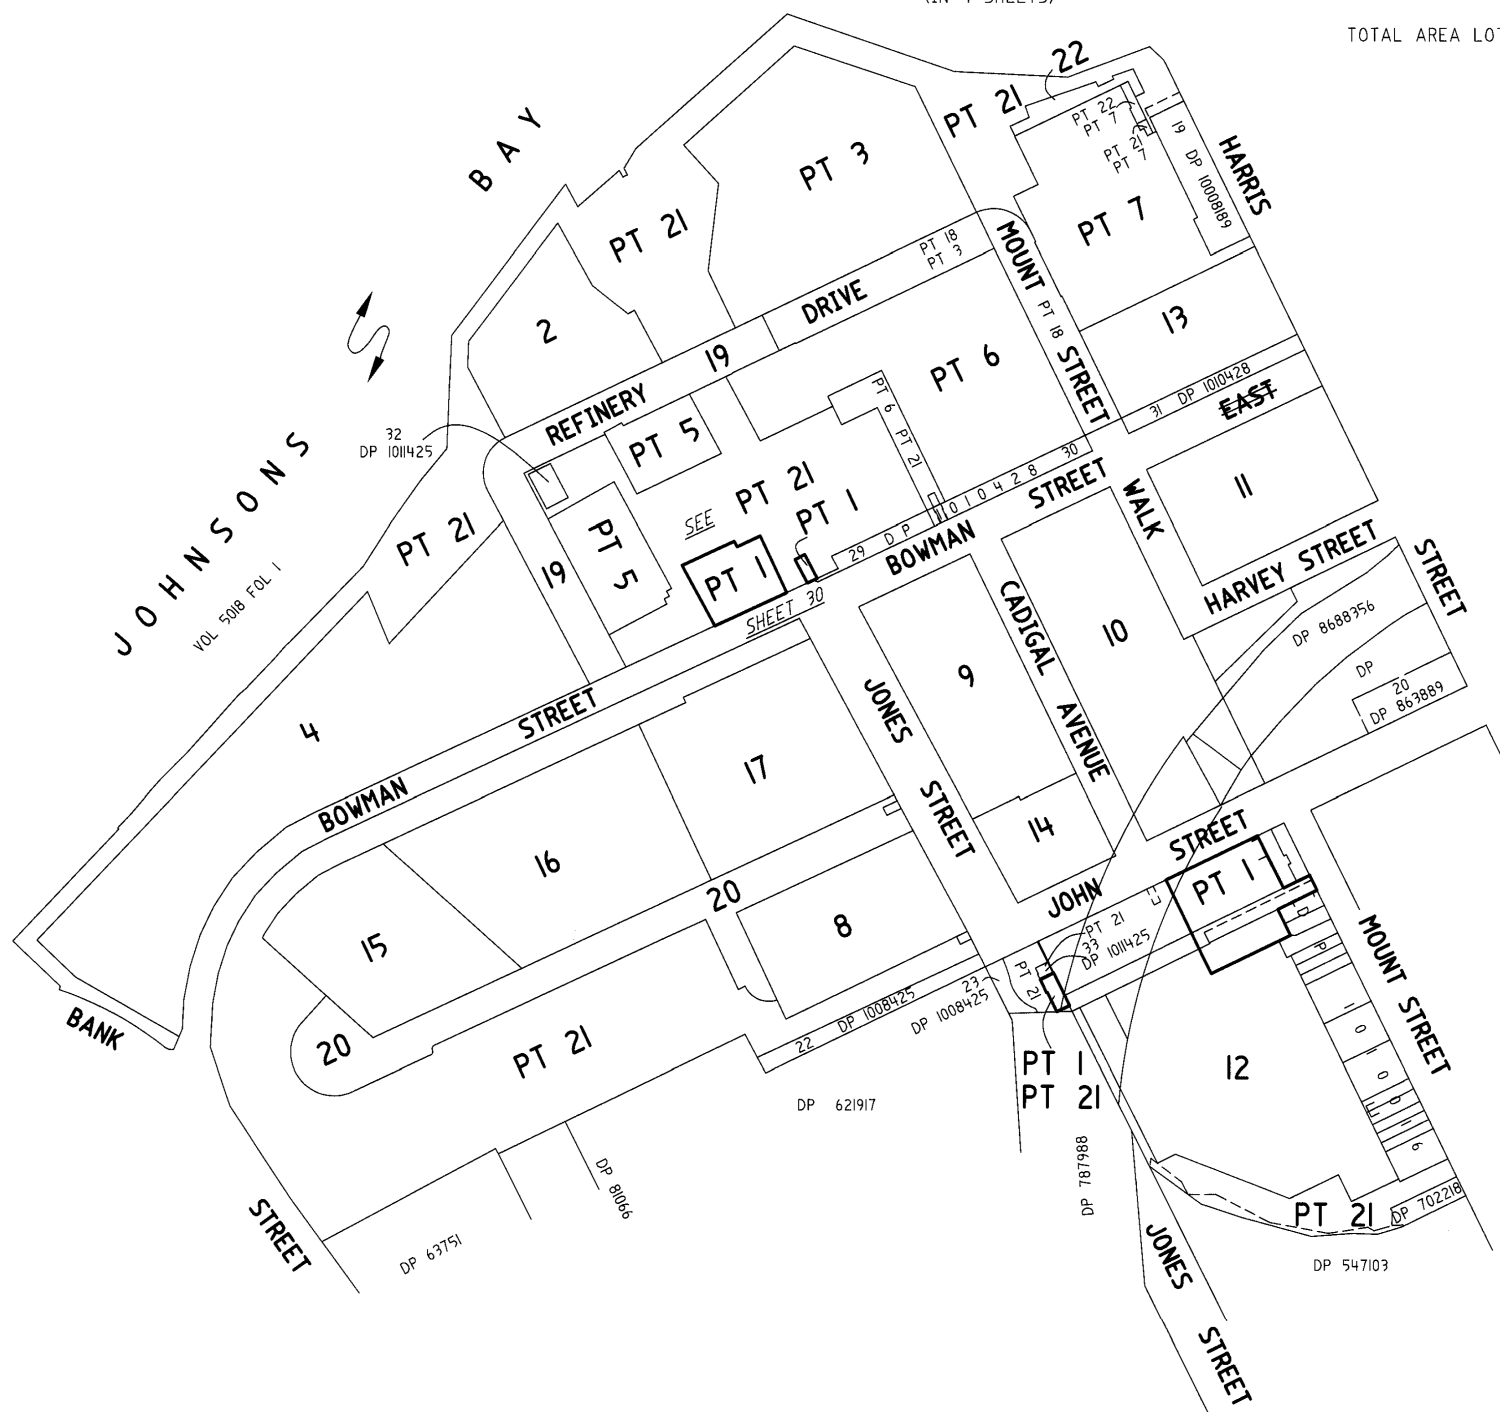 TOTAL AREA LOT
BAY
JOHNSONS
VOL 5018 FOL 1
22
PT 21
PT 22
PT 7
PT 21
PT 7
PT 7
19 DP 10008189
HARRIS
STREET
PT 3
PT 21
PT 18
PT 3
MOUNT
STREET
PT 18
13
2
REFINERY
DRIVE
19
PT 6
31 DP 1010428
EAST
WALK
32
DP 1011425
PT 5
PT 6 PT 21
PT 21
PT 1
PT 21
19
PT 5
SEE
SHEET 30
PT 1
29 DP 1010428 30
BOWMAN
STREET
11
HARVEY STREET
DP 8688356
DP
20
DP 863889
4
BOWMAN
STREET
JONES
STREET
9
CADIGAL
AVENUE
10
17
16
15
14
JOHN
STREET
20
8
20
PT 21
BANK
STREET
22 DP 1008425
23
DP 1008425
PT 21
PT 21
33
DP 1011425
PT 1
PT 1
PT 21
12
MOUNT STREET
DP 621917
DP 787988
DP 81066
DP 63751
PT 21
DP 702218
DP 547103
JONES
STREET